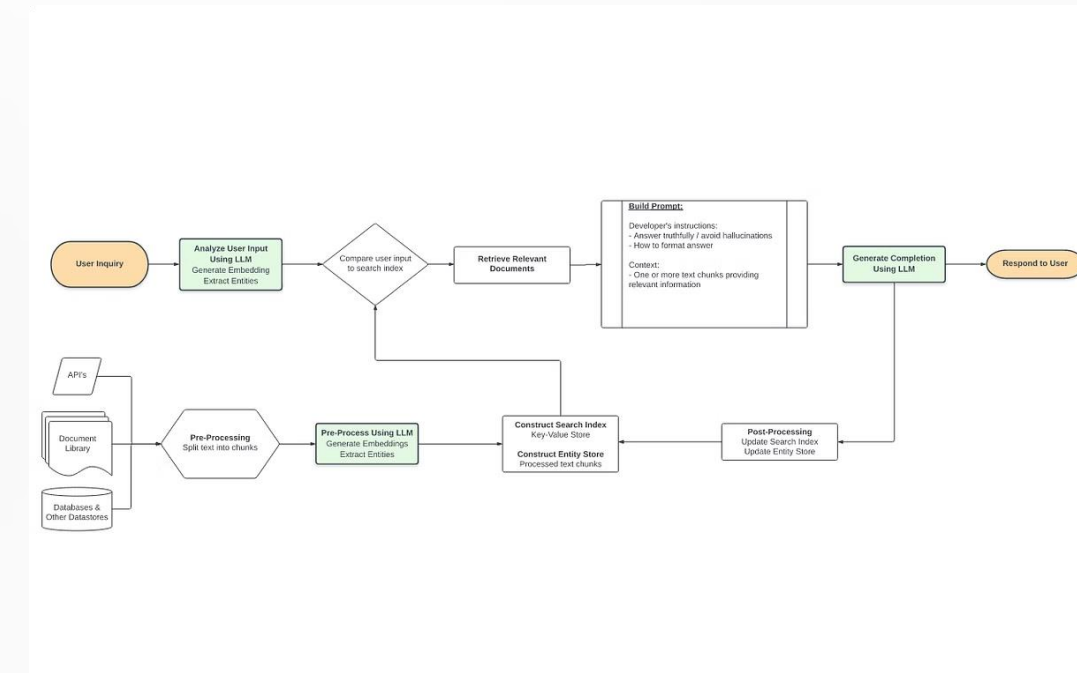 User Inquiry
Analyze User Input
Using LLM
Generate Embedding
Extract Entities
Compare user input
to search index
Retrieve Relevant
Documents
Build Prompt:
Developer's instructions:
- Answer truthfully / avoid hallucinations
- How to format answer
Context:
- One or more text chunks providing
relevant information
Generate Completion
Using LLM
Respond to User
API's
Document
Library
Databases &
Other Datastores
Pre-Processing
Split text into chunks
Pre-Process Using LLM
Generate Embeddings
Extract Entities
Construct Search Index
Key-Value Store
Construct Entity Store
Processed text chunks
Post-Processing
Update Search Index
Update Entity Store